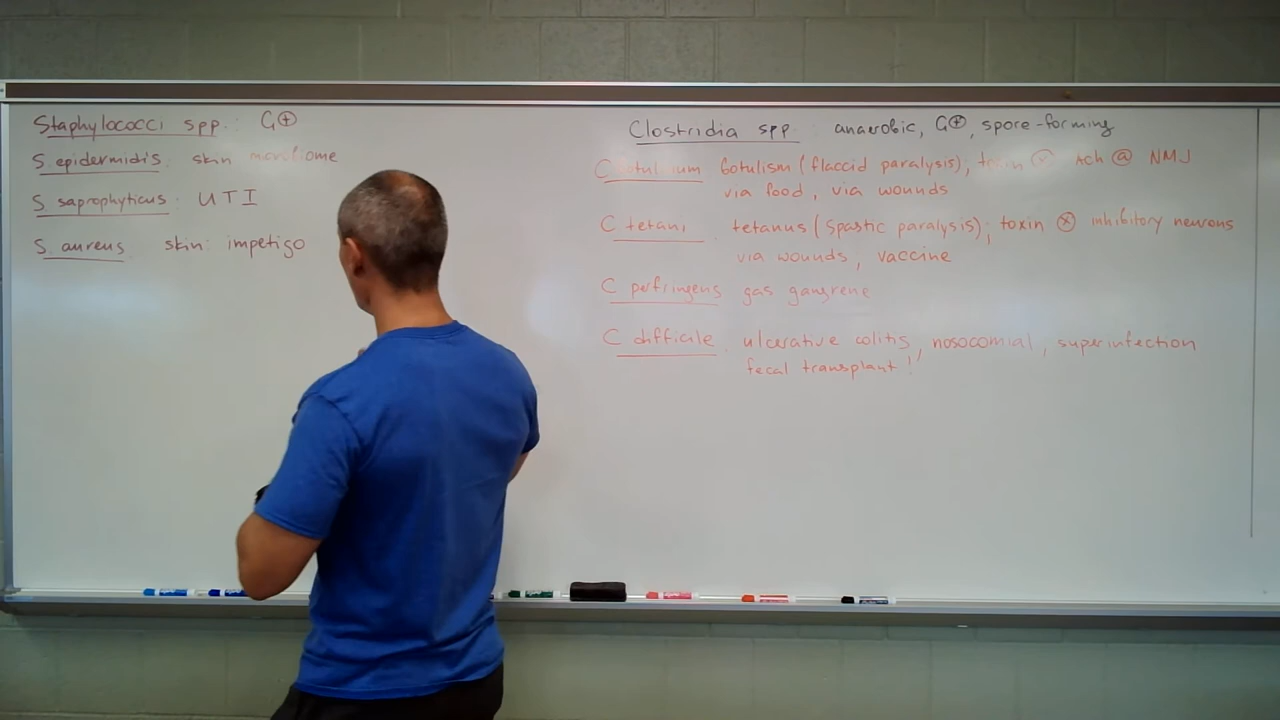 Staphylococci spp.: G⊕
S. epidermidis: skin microbiome
S saprophyticus: UTI
S. aureus skin: impetigo
Clostridia spp. anaerobic, G⊕, spore-forming
botulism (flaccid paralysis), toxin ACh @ NMJ
via food, via wounds
C tetani tetanus (spastic paralysis); toxin ⊗ inhibitory neurons
via wounds, vaccine
C perfringens gas gangrene
C difficile ulcerative colitis, nosocomial, superinfection
fecal transplant!